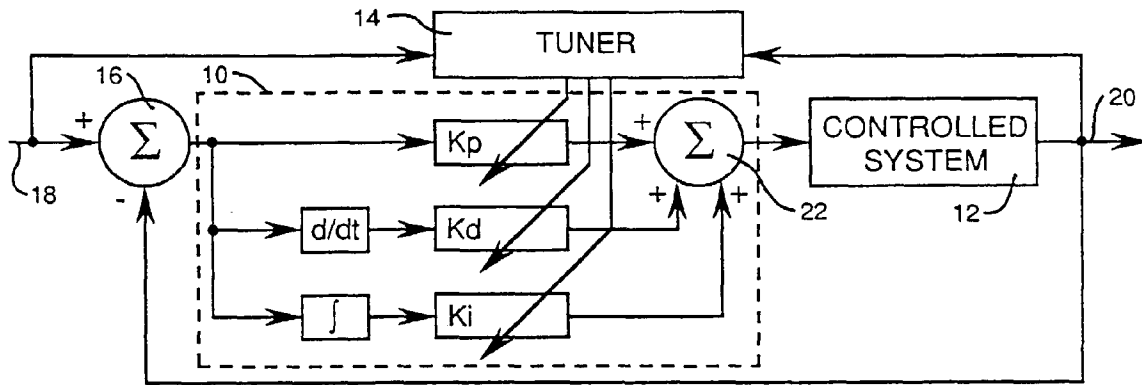 14
TUNER
16
10
+
Σ
Kp
+
Σ
CONTROLLED
SYSTEM
20
18
-
+
+
22
12
d/dt
Kd
∫
Ki